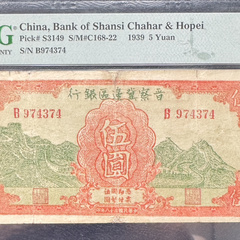 G
China, Bank of Shansi Chahar & Hopei
Pick# S3149 S/M#C168-22 1939 5 Yuan
NTY S/N B974374
行銀區邊冀察晉
B 974374 B 974374
伍圓